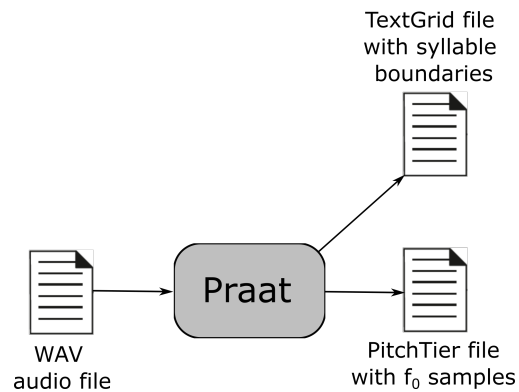 TextGrid file
with syllable
boundaries
Praat
WAV
audio file
PitchTier file
with f₀ samples